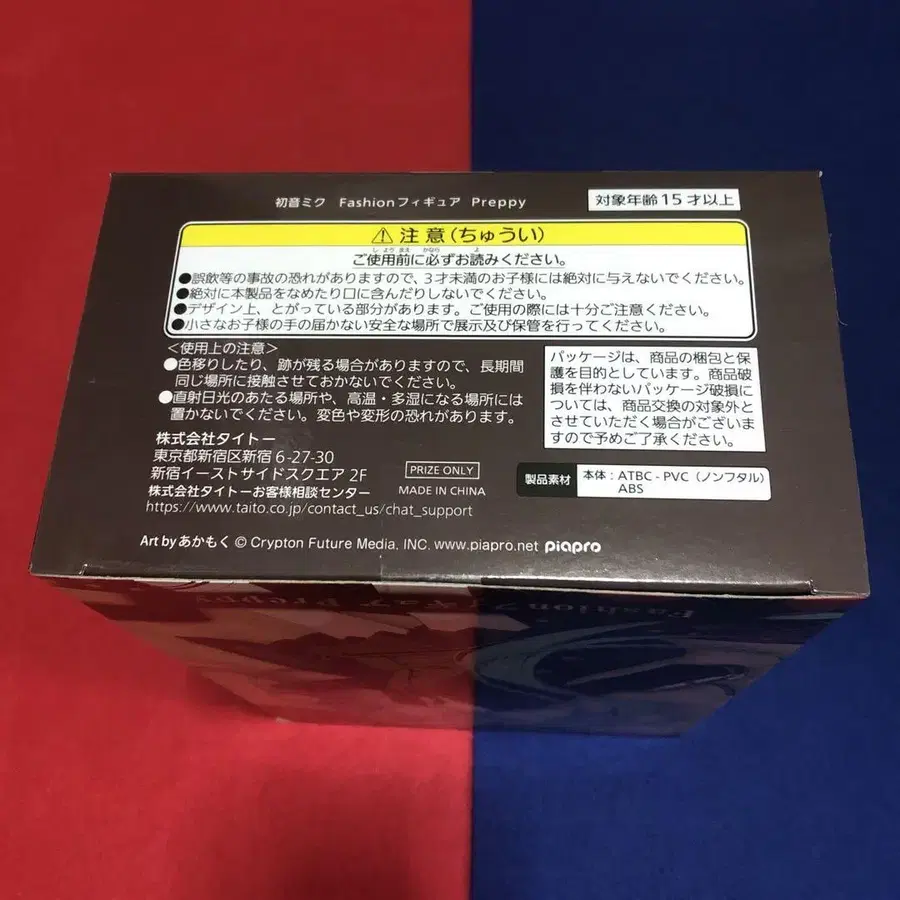 初音ミク Fashionフィギュア Preppy
対象年齢15才以上
⚠注意(ちゅうい)
ご使用前に必ずお読みください。
●誤飲等の事故の恐れがありますので、3才未満のお子様には絶対に与えないでください。
●絶対に本製品をなめたり口に含んだりしないでください。
●デザイン上、とがっている部分があります。ご使用の際には十分ご注意ください。
●小さなお子様の手の届かない安全な場所で展示及び保管を行ってください。
<使用上の注意>
●色移りしたり、跡が残る場合がありますので、長期間
同じ場所に接触させておかないでください。
●直射日光のあたる場所や、高温・多湿になる場所には
置かないでください。変色や変形の恐れがあります。
パッケージは、商品の梱包と保
護を目的としています。商品破
損を伴わないパッケージ破損に
ついては、商品交換の対象外と
させていただく場合がございま
すので予めご了承ください。
株式会社タイトー
東京都新宿区新宿 6-27-30
新宿イーストサイドスクエア 2F
株式会社タイトーお客様相談センター
https://www.taito.co.jp/contact_us/chat_support
PRIZE ONLY
MADE IN CHINA
製品素材
本体:ATBC-PVC(ノンフタル)
ABS
Art by あかもく © Crypton Future Media, INC. www.piapro.net piapro
Fashion フィギュア Preppy